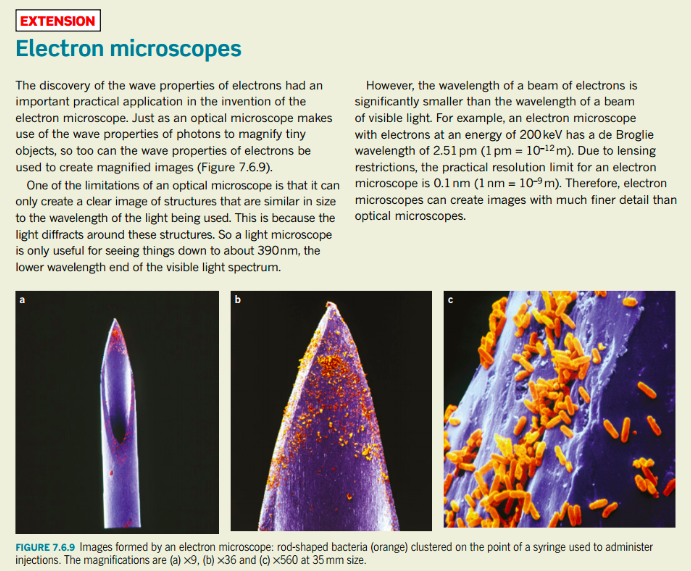 EXTENSION
Electron microscopes
The discovery of the wave properties of electrons had an
important practical application in the invention of the
electron microscope. Just as an optical microscope makes
use of the wave properties of photons to magnify tiny
objects, so too can the wave properties of electrons be
used to create magnified images (Figure 7.6.9).
One of the limitations of an optical microscope is that it can
only create a clear image of structures that are similar in size
to the wavelength of the light being used. This is because the
light diffracts around these structures. So a light microscope
is only useful for seeing things down to about 390 nm, the
lower wavelength end of the visible light spectrum.
However, the wavelength of a beam of electrons is
significantly smaller than the wavelength of a beam
of visible light. For example, an electron microscope
with electrons at an energy of 200 keV has a de Broglie
wavelength of 2.51 pm (1 pm = 10⁻¹² m). Due to lensing
restrictions, the practical resolution limit for an electron
microscope is 0.1 nm (1 nm = 10⁻⁹ m). Therefore, electron
microscopes can create images with much finer detail than
optical microscopes.
a
b
c
FIGURE 7.6.9 Images formed by an electron microscope: rod-shaped bacteria (orange) clustered on the point of a syringe used to administer
injections. The magnifications are (a) ×9, (b) ×36 and (c) ×560 at 35 mm size.